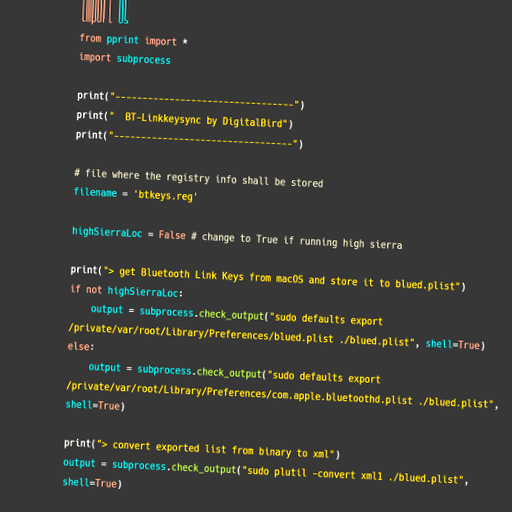 import os
from pprint import *
import subprocess
print("---------------------------------")
print("  BT-Linkkeysync by DigitalBird")
print("---------------------------------")
# file where the registry info shall be stored
filename = 'btkeys.reg'
highSierraLoc = False # change to True if running high sierra
print("> get Bluetooth Link Keys from macOS and store it to blued.plist")
if not highSierraLoc:
    output = subprocess.check_output("sudo defaults export
/private/var/root/Library/Preferences/blued.plist ./blued.plist", shell=True)
else:
    output = subprocess.check_output("sudo defaults export
/private/var/root/Library/Preferences/com.apple.bluetoothd.plist ./blued.plist",
shell=True)
print("> convert exported list from binary to xml")
output = subprocess.check_output("sudo plutil -convert xml1 ./blued.plist",
shell=True)